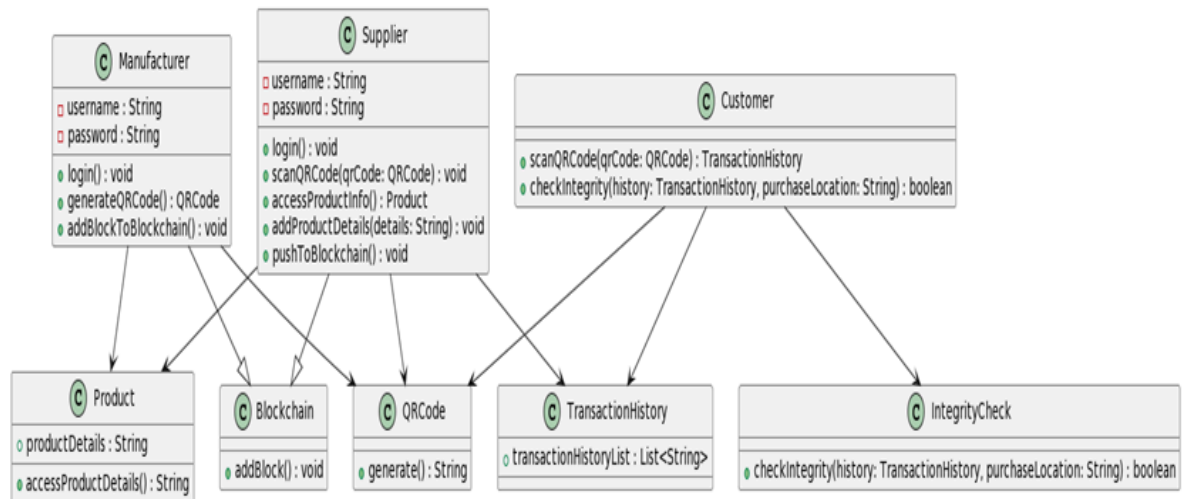 C Manufacturer
username : String
password : String
login() : void
generateQRCode() : QRCode
addBlockToBlockchain() : void
C Supplier
username : String
password : String
login() : void
scanQRCode(qrCode: QRCode) : void
accessProductInfo() : Product
addProductDetails(details: String) : void
pushToBlockchain() : void
C Customer
scanQRCode(qrCode: QRCode) : TransactionHistory
checkIntegrity(history: TransactionHistory, purchaseLocation: String) : boolean
C Product
productDetails : String
accessProductDetails() : String
C Blockchain
addBlock() : void
C QRCode
generate() : String
C TransactionHistory
transactionHistoryList : List<String>
C IntegrityCheck
checkIntegrity(history: TransactionHistory, purchaseLocation: String) : boolean